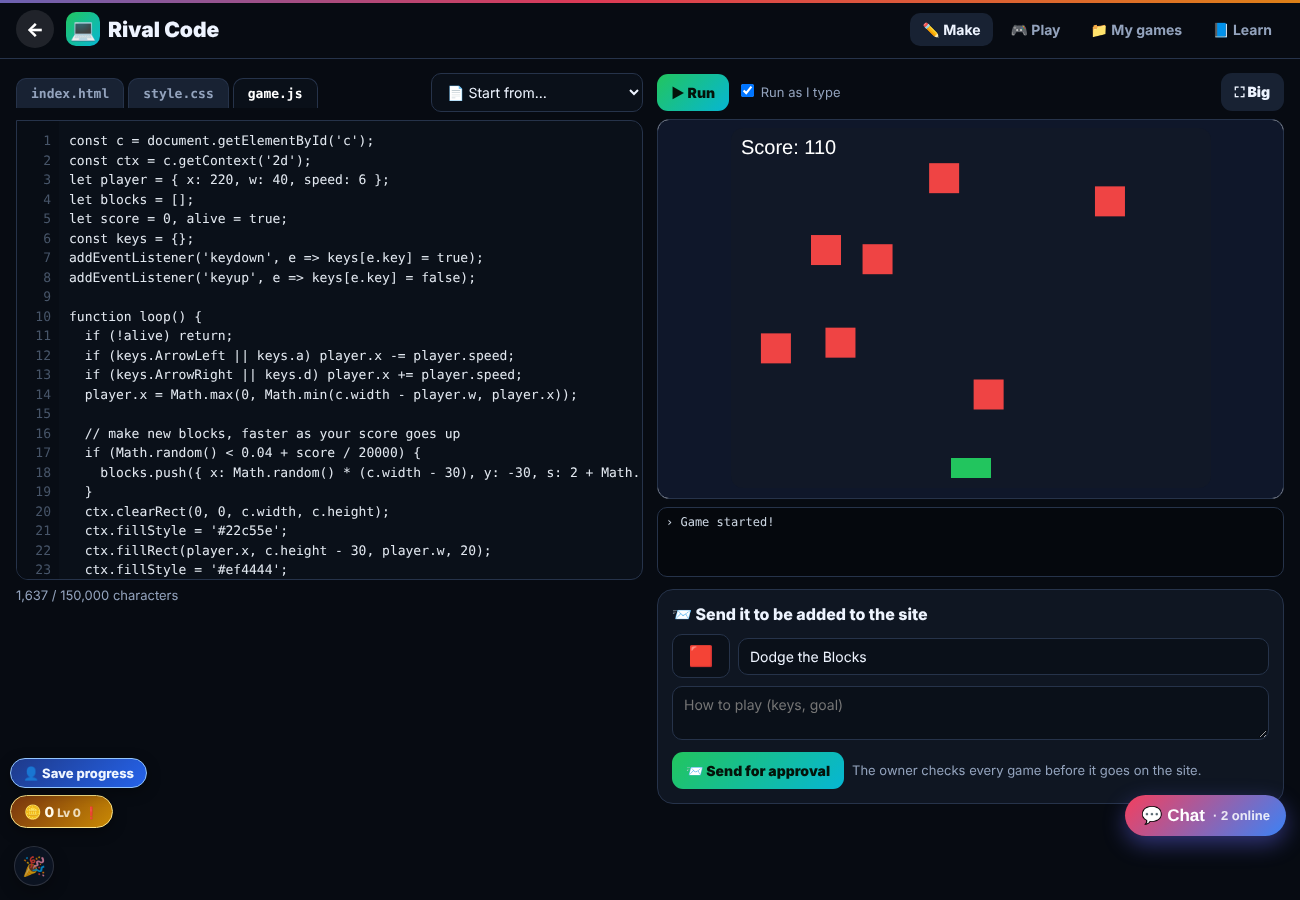 Rival Code
Make
Play
My games
Learn
index.html
style.css
game.js
Start from...
Run
Run as I type
Big
1 const c = document.getElementById('c');
2 const ctx = c.getContext('2d');
3 let player = { x: 220, w: 40, speed: 6 };
4 let blocks = [];
5 let score = 0, alive = true;
6 const keys = {};
7 addEventListener('keydown', e => keys[e.key] = true);
8 addEventListener('keyup', e => keys[e.key] = false);
9
10 function loop() {
11 if (!alive) return;
12 if (keys.ArrowLeft || keys.a) player.x -= player.speed;
13 if (keys.ArrowRight || keys.d) player.x += player.speed;
14 player.x = Math.max(0, Math.min(c.width - player.w, player.x));
15
16 // make new blocks, faster as your score goes up
17 if (Math.random() < 0.04 + score / 20000) {
18 blocks.push({ x: Math.random() * (c.width - 30), y: -30, s: 2 + Math.
19 }
20 ctx.clearRect(0, 0, c.width, c.height);
21 ctx.fillStyle = '#22c55e';
22 ctx.fillRect(player.x, c.height - 30, player.w, 20);
23 ctx.fillStyle = '#ef4444';
1,637 / 150,000 characters
Score: 110
› Game started!
Send it to be added to the site
Dodge the Blocks
How to play (keys, goal)
Send for approval
The owner checks every game before it goes on the site.
Save progress
0 Lv 0
Chat · 2 online